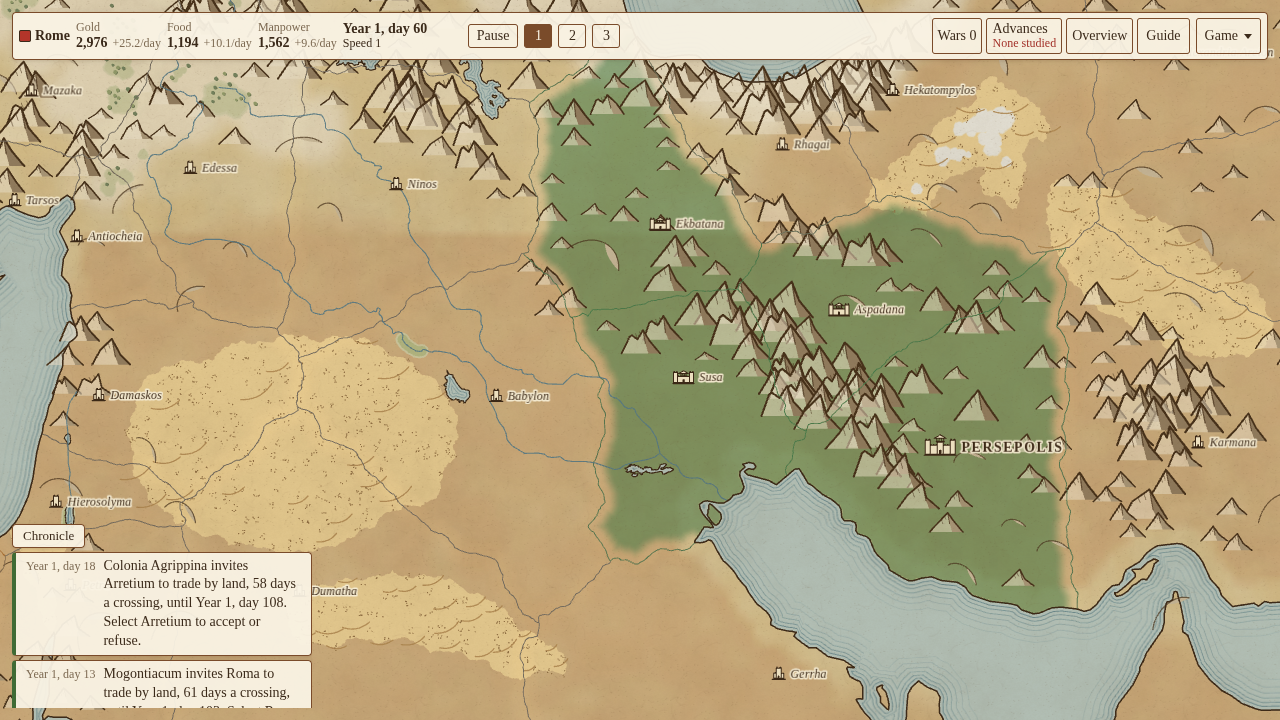 Rome
Gold
2,976 +25.2/day
Food
1,194 +10.1/day
Manpower
1,562 +9.6/day
Year 1, day 60
Speed 1
Pause
1
2
3
Wars 0
Advances
None studied
Overview
Guide
Game
Mazaka
Hekatompylos
Rhagai
Edessa
Ninos
Tarsos
Ekbatana
Antiocheia
Aspadana
Susa
Damaskos
Babylon
PERSEPOLIS
Karmana
Hierosolyma
Dumatha
Gerrha
Chronicle
Year 1, day 18
Colonia Agrippina invites
Arretium to trade by land, 58 days
a crossing, until Year 1, day 108.
Select Arretium to accept or
refuse.
Year 1, day 13
Mogontiacum invites Roma to
trade by land, 61 days a crossing,